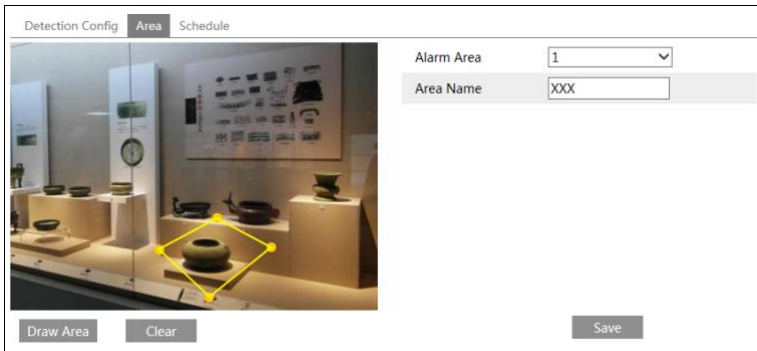 Detection Config Area Schedule
Alarm Area 1
Area Name XXX
Draw Area Clear
Save